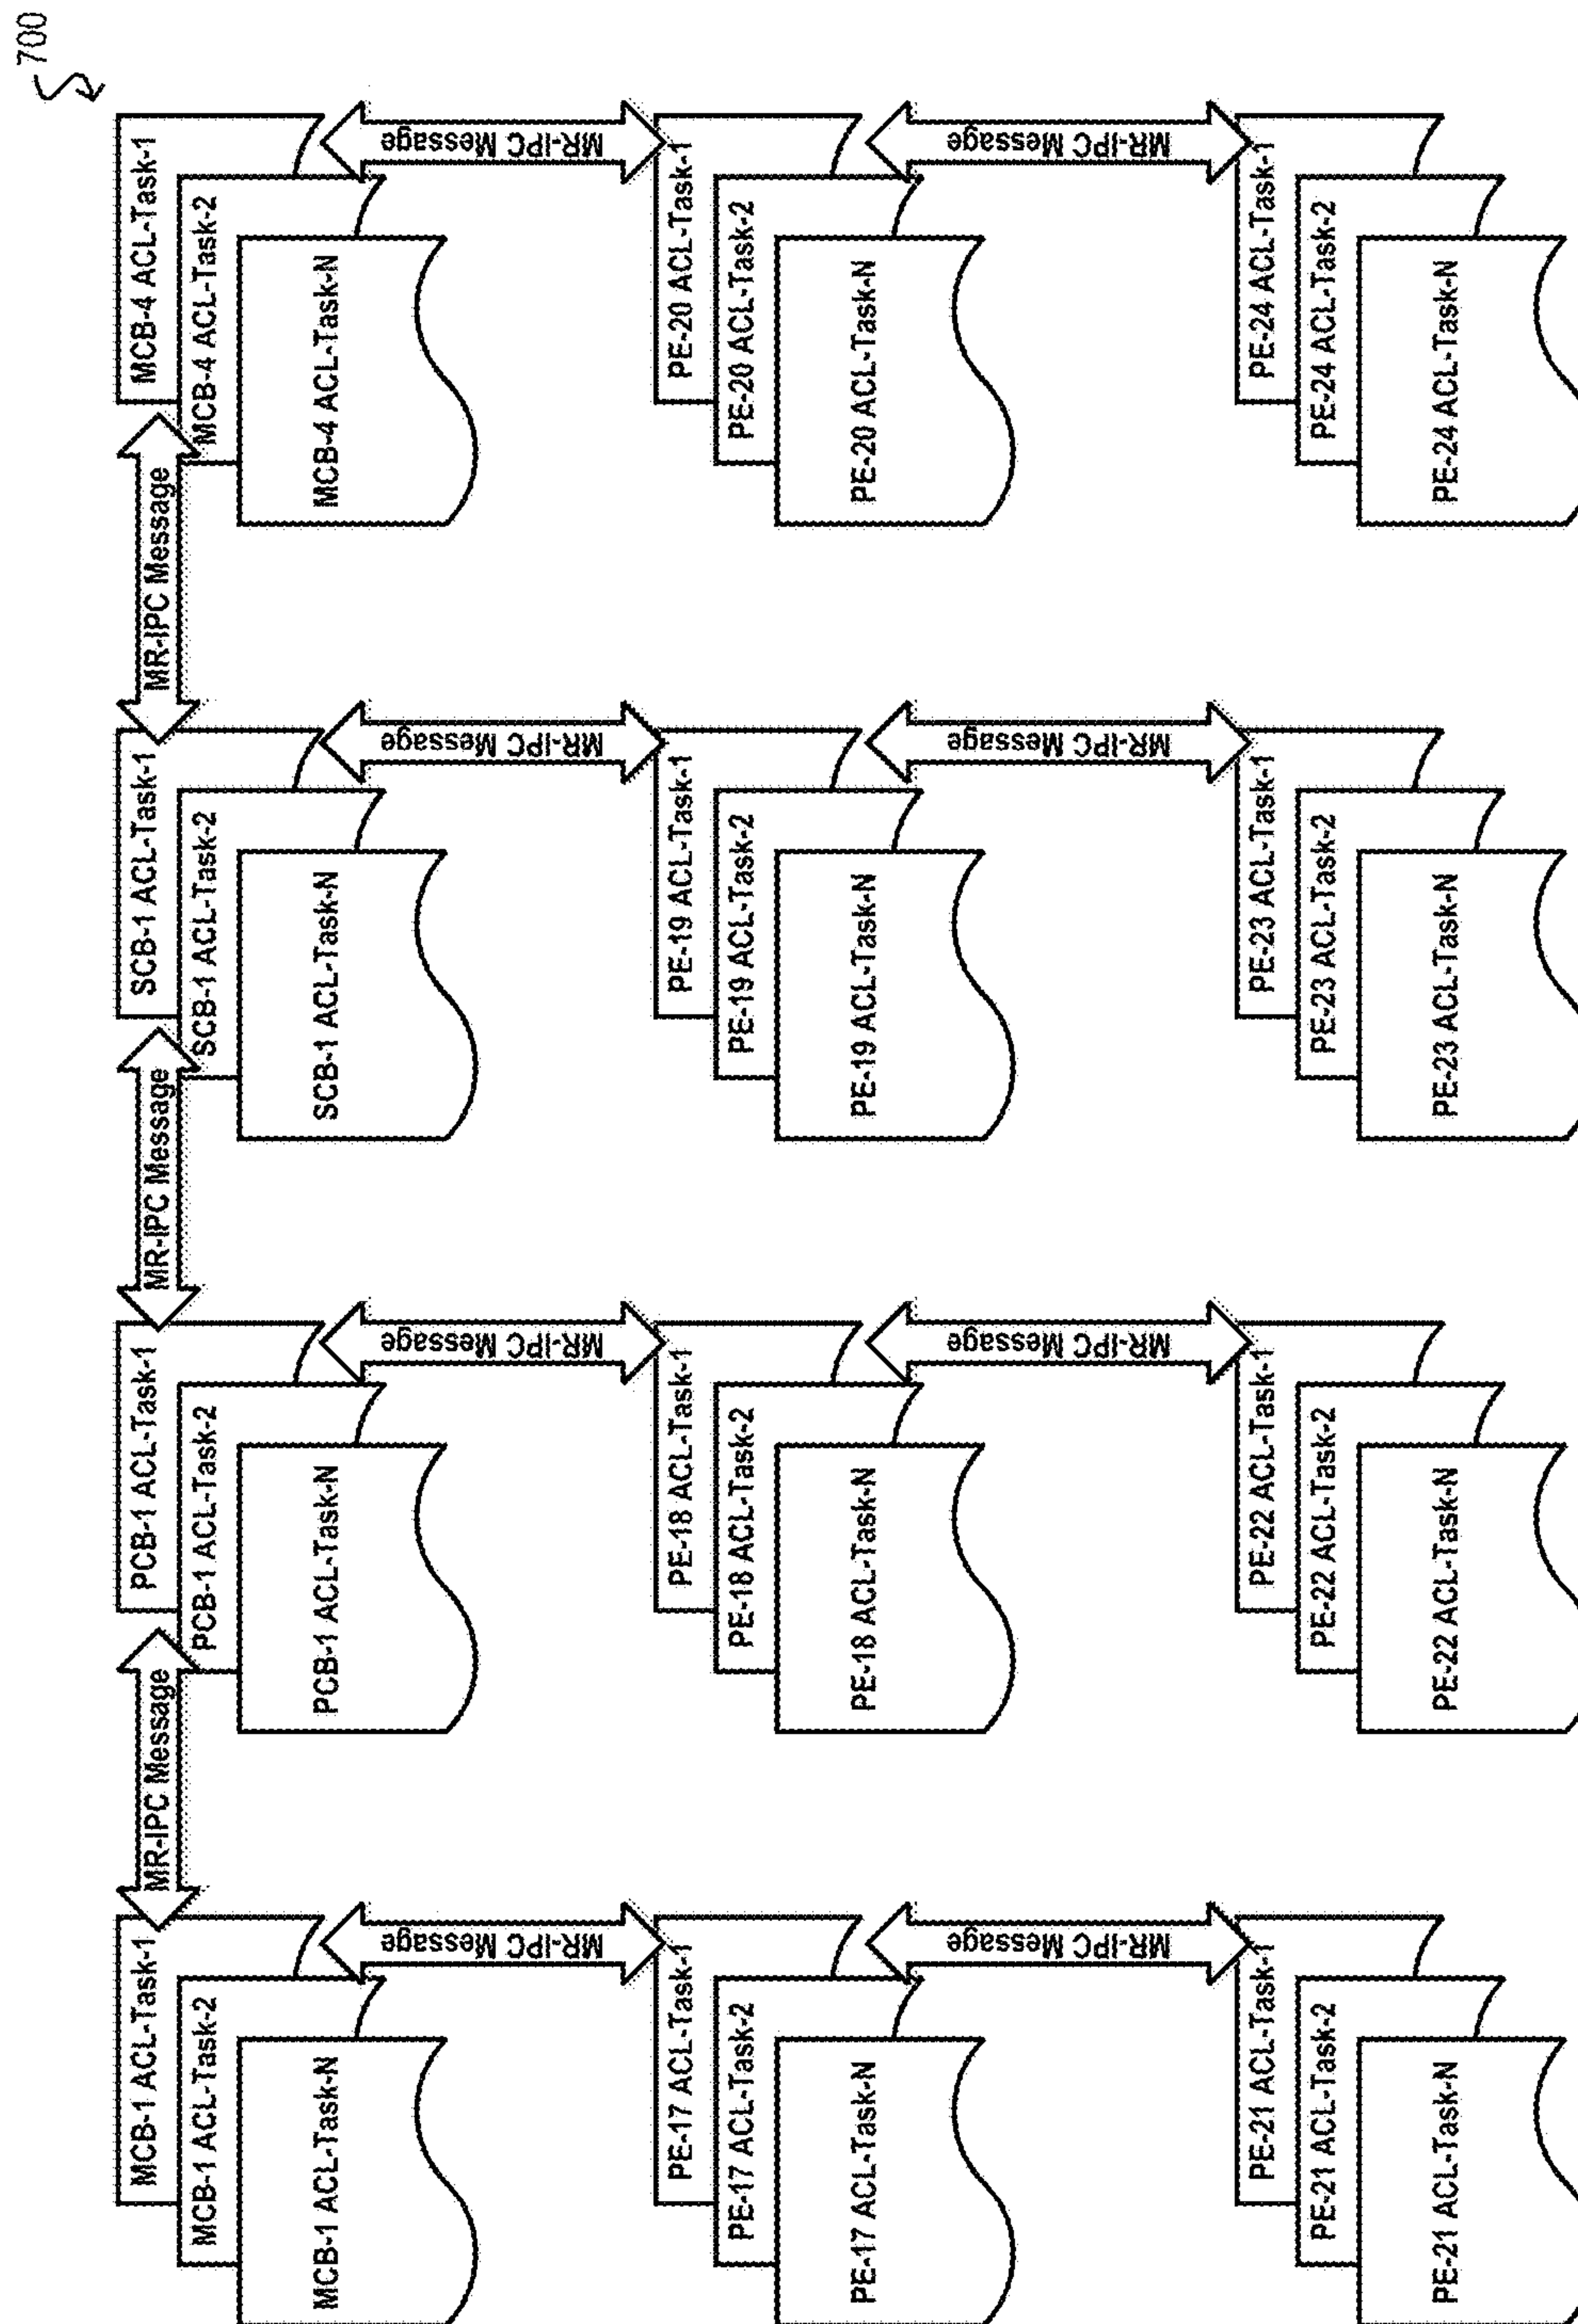 700
MCB-1 ACL-Task-1
MCB-1 ACL-Task-2
MCB-1 ACL-Task-N
MR-IPC Message
PCB-1 ACL-Task-1
PCB-1 ACL-Task-2
PCB-1 ACL-Task-N
MR-IPC Message
SCB-1 ACL-Task-1
SCB-1 ACL-Task-2
SCB-1 ACL-Task-N
MR-IPC Message
MCB-4 ACL-Task-1
MCB-4 ACL-Task-2
MCB-4 ACL-Task-N
MR-IPC Message
MR-IPC Message
MR-IPC Message
MR-IPC Message
PE-17 ACL-Task-1
PE-17 ACL-Task-2
PE-17 ACL-Task-N
PE-18 ACL-Task-1
PE-18 ACL-Task-2
PE-18 ACL-Task-N
PE-19 ACL-Task-1
PE-19 ACL-Task-2
PE-19 ACL-Task-N
PE-20 ACL-Task-1
PE-20 ACL-Task-2
PE-20 ACL-Task-N
MR-IPC Message
MR-IPC Message
MR-IPC Message
MR-IPC Message
PE-21 ACL-Task-1
PE-21 ACL-Task-2
PE-21 ACL-Task-N
PE-22 ACL-Task-1
PE-22 ACL-Task-2
PE-22 ACL-Task-N
PE-23 ACL-Task-1
PE-23 ACL-Task-2
PE-23 ACL-Task-N
PE-24 ACL-Task-1
PE-24 ACL-Task-2
PE-24 ACL-Task-N